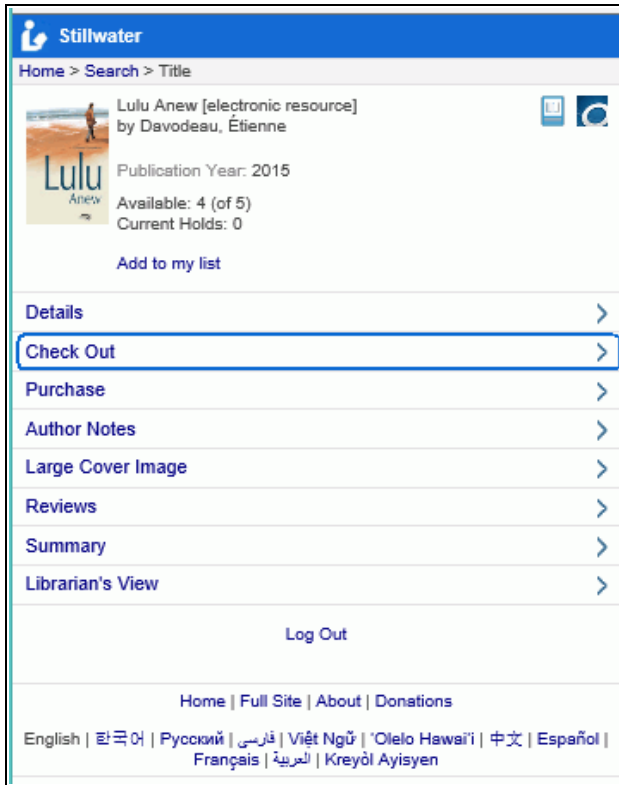 Stillwater
Home > Search > Title
Lulu Anew [electronic resource]
by Davodeau, Étienne
Publication Year: 2015
Available: 4 (of 5)
Current Holds: 0
Add to my list
Lulu
Anew
Details
Check Out
Purchase
Author Notes
Large Cover Image
Reviews
Summary
Librarian's View
Log Out
Home | Full Site | About | Donations
English | 한국어 | Русский | فارسی | Việt Ngữ | 'Olelo Hawai'i | 中文 | Español |
Français | العربية | Kreyòl Ayisyen